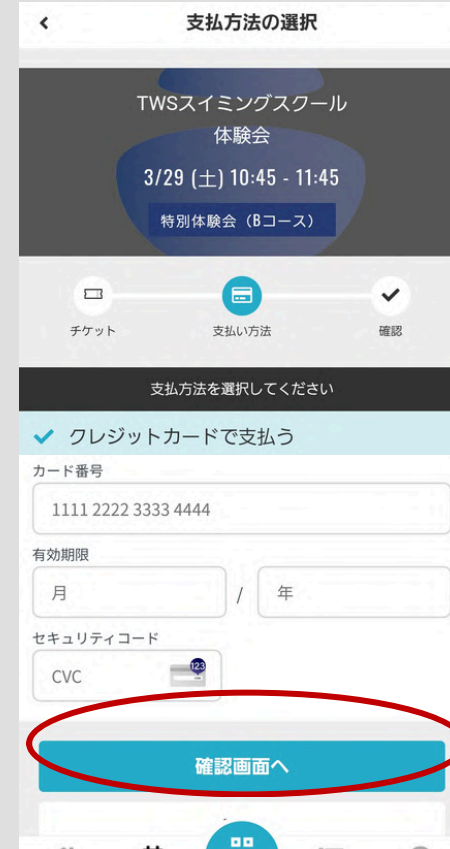 支払方法の選択
TWSスイミングスクール
体験会
3/29 (土) 10:45 - 11:45
特別体験会（Bコース）
チケット
支払い方法
確認
支払方法を選択してください
クレジットカードで支払う
カード番号
1111 2222 3333 4444
有効期限
月 / 年
セキュリティコード
CVC 123
確認画面へ